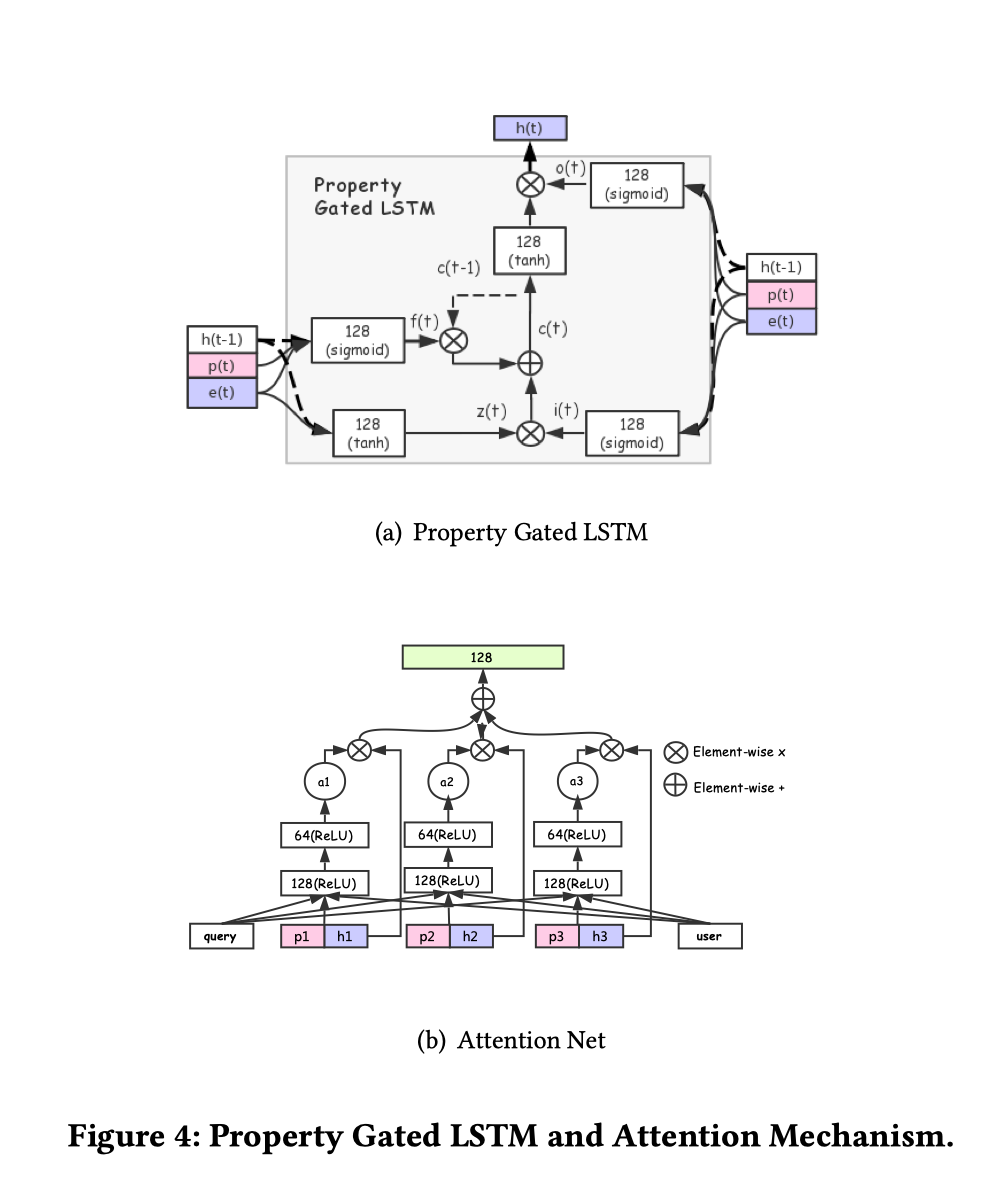 h(t)
o(t)
128
(sigmoid)
Property
Gated LSTM
128
(tanh)
c(t-1)
h(t-1)
p(t)
e(t)
f(t)
c(t)
128
(sigmoid)
h(t-1)
p(t)
e(t)
z(t)
i(t)
128
(tanh)
128
(sigmoid)
(a) Property Gated LSTM
128
Element-wise x
a1
a2
a3
Element-wise +
64(ReLU)
64(ReLU)
64(ReLU)
128(ReLU)
128(ReLU)
128(ReLU)
query
p1
h1
p2
h2
p3
h3
user
(b) Attention Net
Figure 4: Property Gated LSTM and Attention Mechanism.